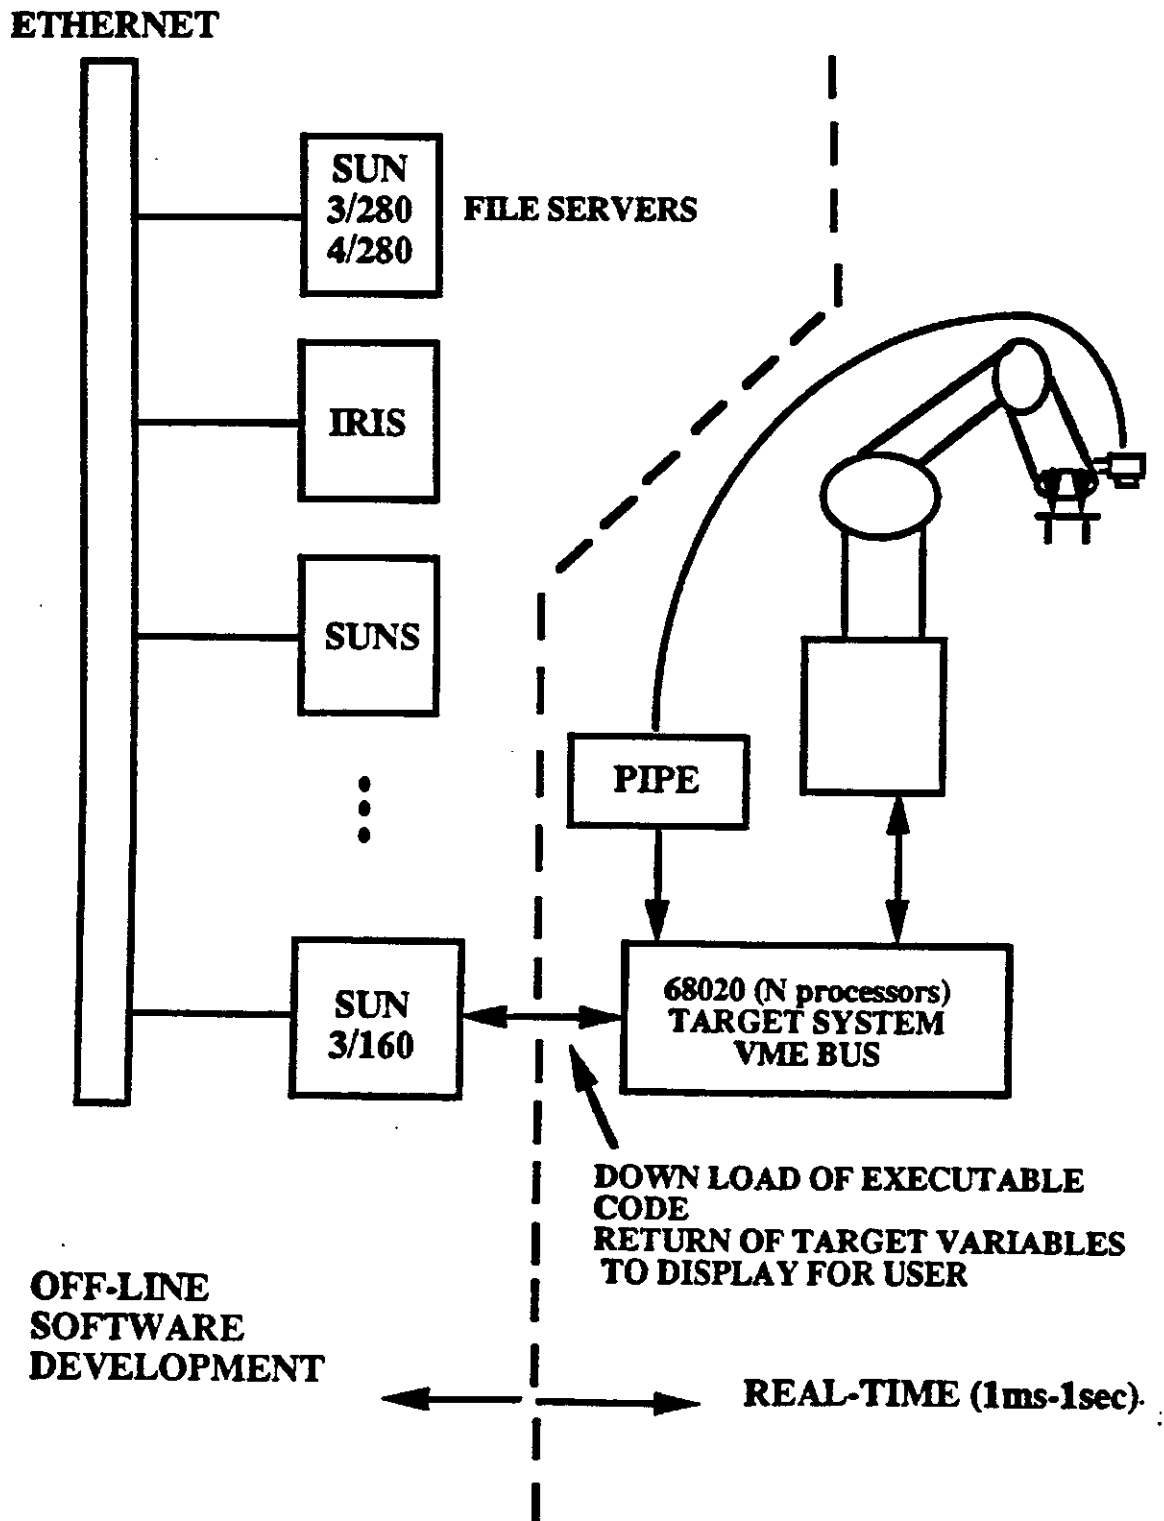 ETHERNET
SUN
3/280
4/280
FILE SERVERS
IRIS
SUNS
PIPE
SUN
3/160
68020 (N processors)
TARGET SYSTEM
VME BUS
DOWN LOAD OF EXECUTABLE
CODE
RETURN OF TARGET VARIABLES
TO DISPLAY FOR USER
OFF-LINE
SOFTWARE
DEVELOPMENT
REAL-TIME (1ms-1sec)